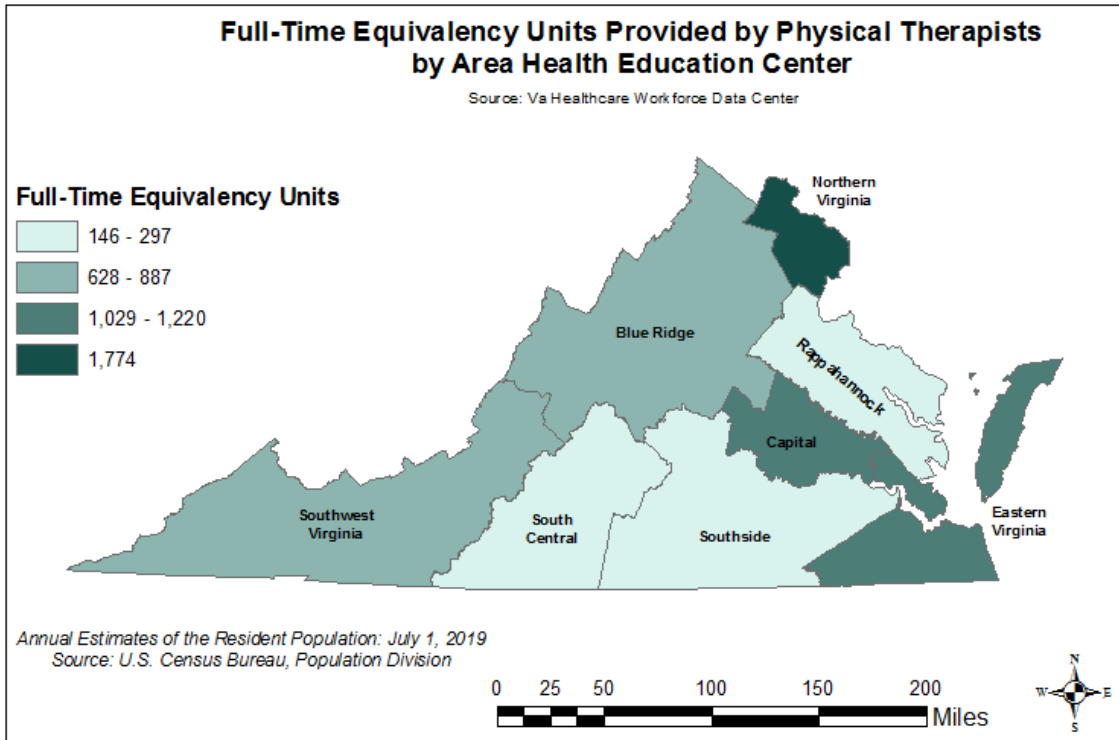 Full-Time Equivalency Units Provided by Physical Therapists
by Area Health Education Center
Source: Va Healthcare Workforce Data Center
Full-Time Equivalency Units
146 - 297
628 - 887
1,029 - 1,220
1,774
Northern
Virginia
Blue Ridge
Rappahannock
Capital
Eastern
Virginia
Southwest
Virginia
South
Central
Southside
Annual Estimates of the Resident Population: July 1, 2019
Source: U.S. Census Bureau, Population Division
0 25 50 100 150 200
Miles
N
W E
S